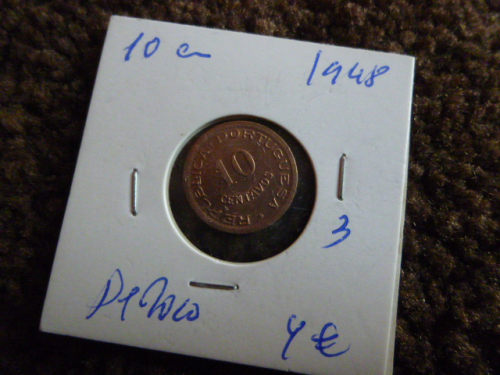 10 c 1948
REPUBLICA PORTUGUESA
10
CENTAVOS
3
4 €